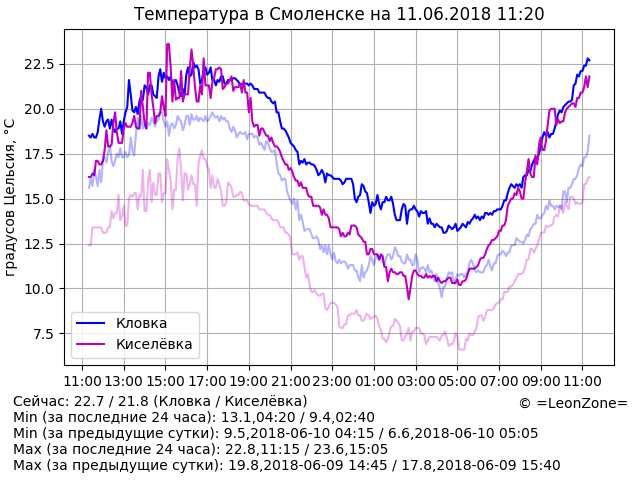 Температура в Смоленске на 11.06.2018 11:20
градусов Цельсия, °C
22.5
20.0
17.5
15.0
12.5
10.0
7.5
Кловка
Киселёвка
11:00 13:00 15:00 17:00 19:00 21:00 23:00 01:00 03:00 05:00 07:00 09:00 11:00
Сейчас: 22.7 / 21.8 (Кловка / Киселёвка)
© =LeonZone=
Min (за последние 24 часа): 13.1,04:20 / 9.4,02:40
Min (за предыдущие сутки): 9.5,2018-06-10 04:15 / 6.6,2018-06-10 05:05
Max (за последние 24 часа): 22.8,11:15 / 23.6,15:05
Max (за предыдущие сутки): 19.8,2018-06-09 14:45 / 17.8,2018-06-09 15:40